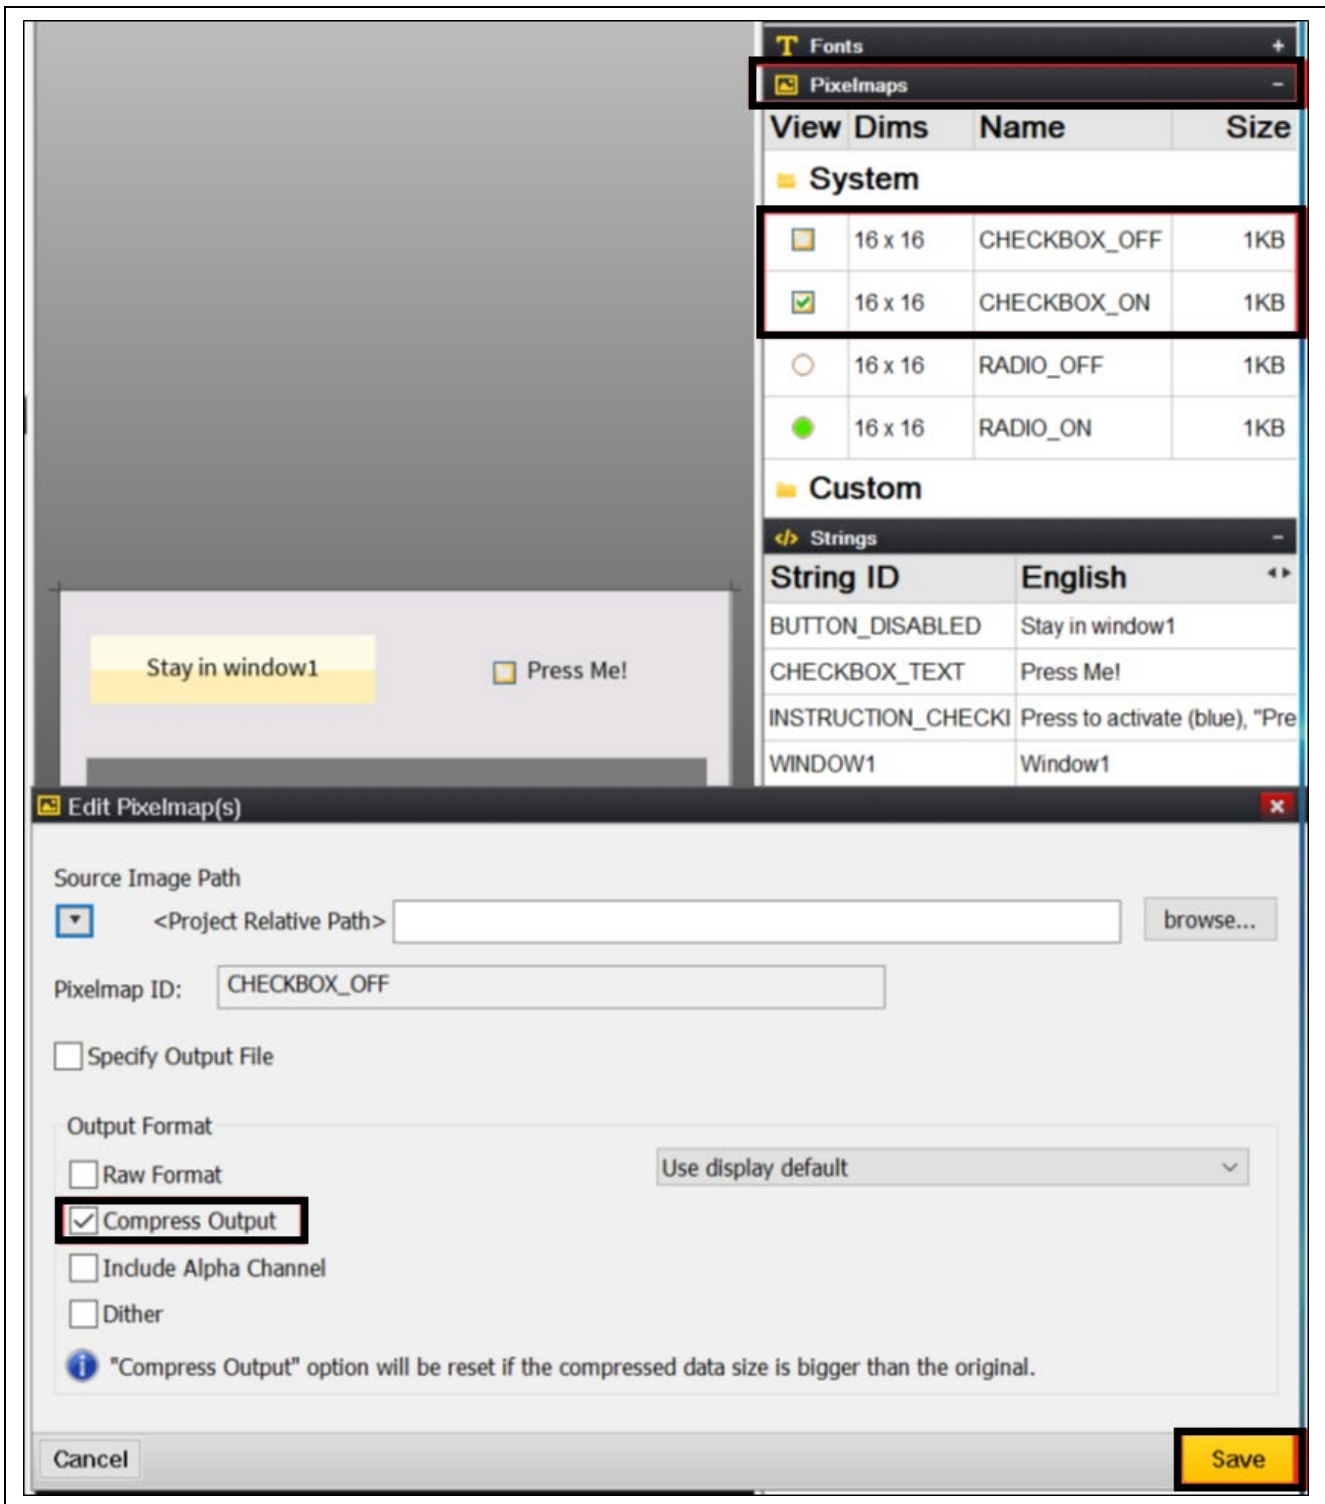 Fonts +
Pixelmaps -
View Dims Name Size
System
16 x 16 CHECKBOX_OFF 1KB
16 x 16 CHECKBOX_ON 1KB
16 x 16 RADIO_OFF 1KB
16 x 16 RADIO_ON 1KB
Custom
</> Strings -
String ID English
BUTTON_DISABLED Stay in window1
CHECKBOX_TEXT Press Me!
INSTRUCTION_CHECKI Press to activate (blue), "Pre
WINDOW1 Window1
Stay in window1 Press Me!
Edit Pixelmap(s)
Source Image Path
<Project Relative Path> browse...
Pixelmap ID: CHECKBOX_OFF
Specify Output File
Output Format
Raw Format Use display default
Compress Output
Include Alpha Channel
Dither
"Compress Output" option will be reset if the compressed data size is bigger than the original.
Cancel Save